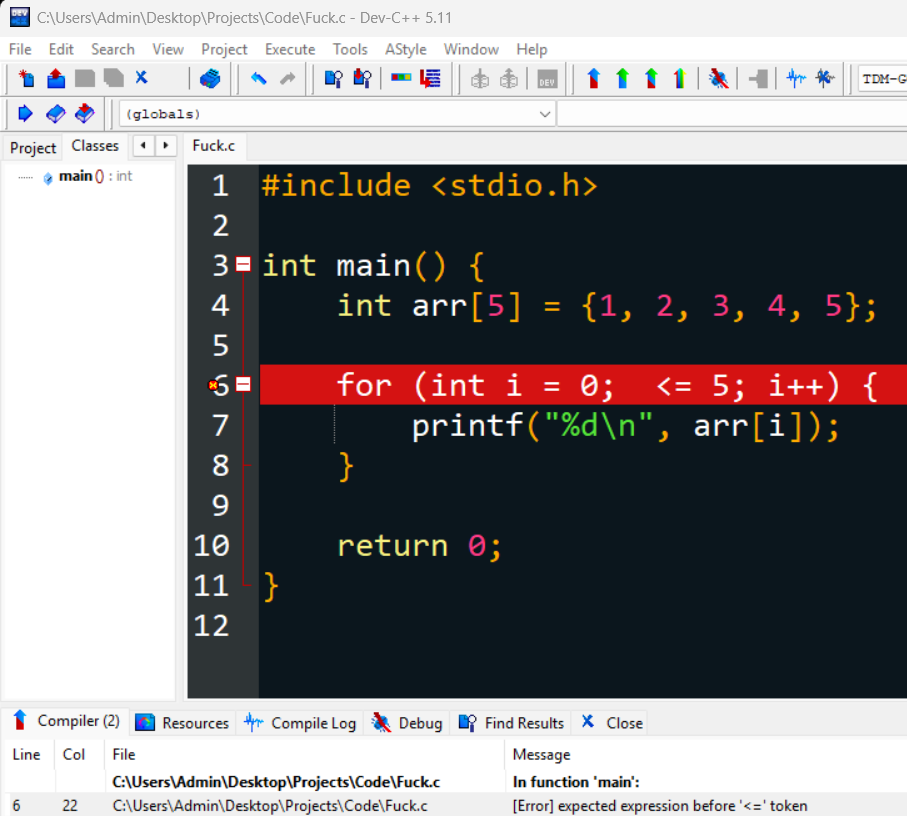 C:\Users\Admin\Desktop\Projects\Code\Fuck.c - Dev-C++ 5.11
File Edit Search View Project Execute Tools AStyle Window Help
DEV
(globals)
Project Classes
Fuck.c
main () : int
1 #include <stdio.h>
2
3 int main() {
4     int arr[5] = {1, 2, 3, 4, 5};
5
6     for (int i = 0;  <= 5; i++) {
7         printf("%d\n", arr[i]);
8     }
9
10     return 0;
11 }
12
Compiler (2) Resources Compile Log Debug Find Results Close
Line Col File Message
C:\Users\Admin\Desktop\Projects\Code\Fuck.c In function 'main':
6 22 C:\Users\Admin\Desktop\Projects\Code\Fuck.c [Error] expected expression before '<=' token